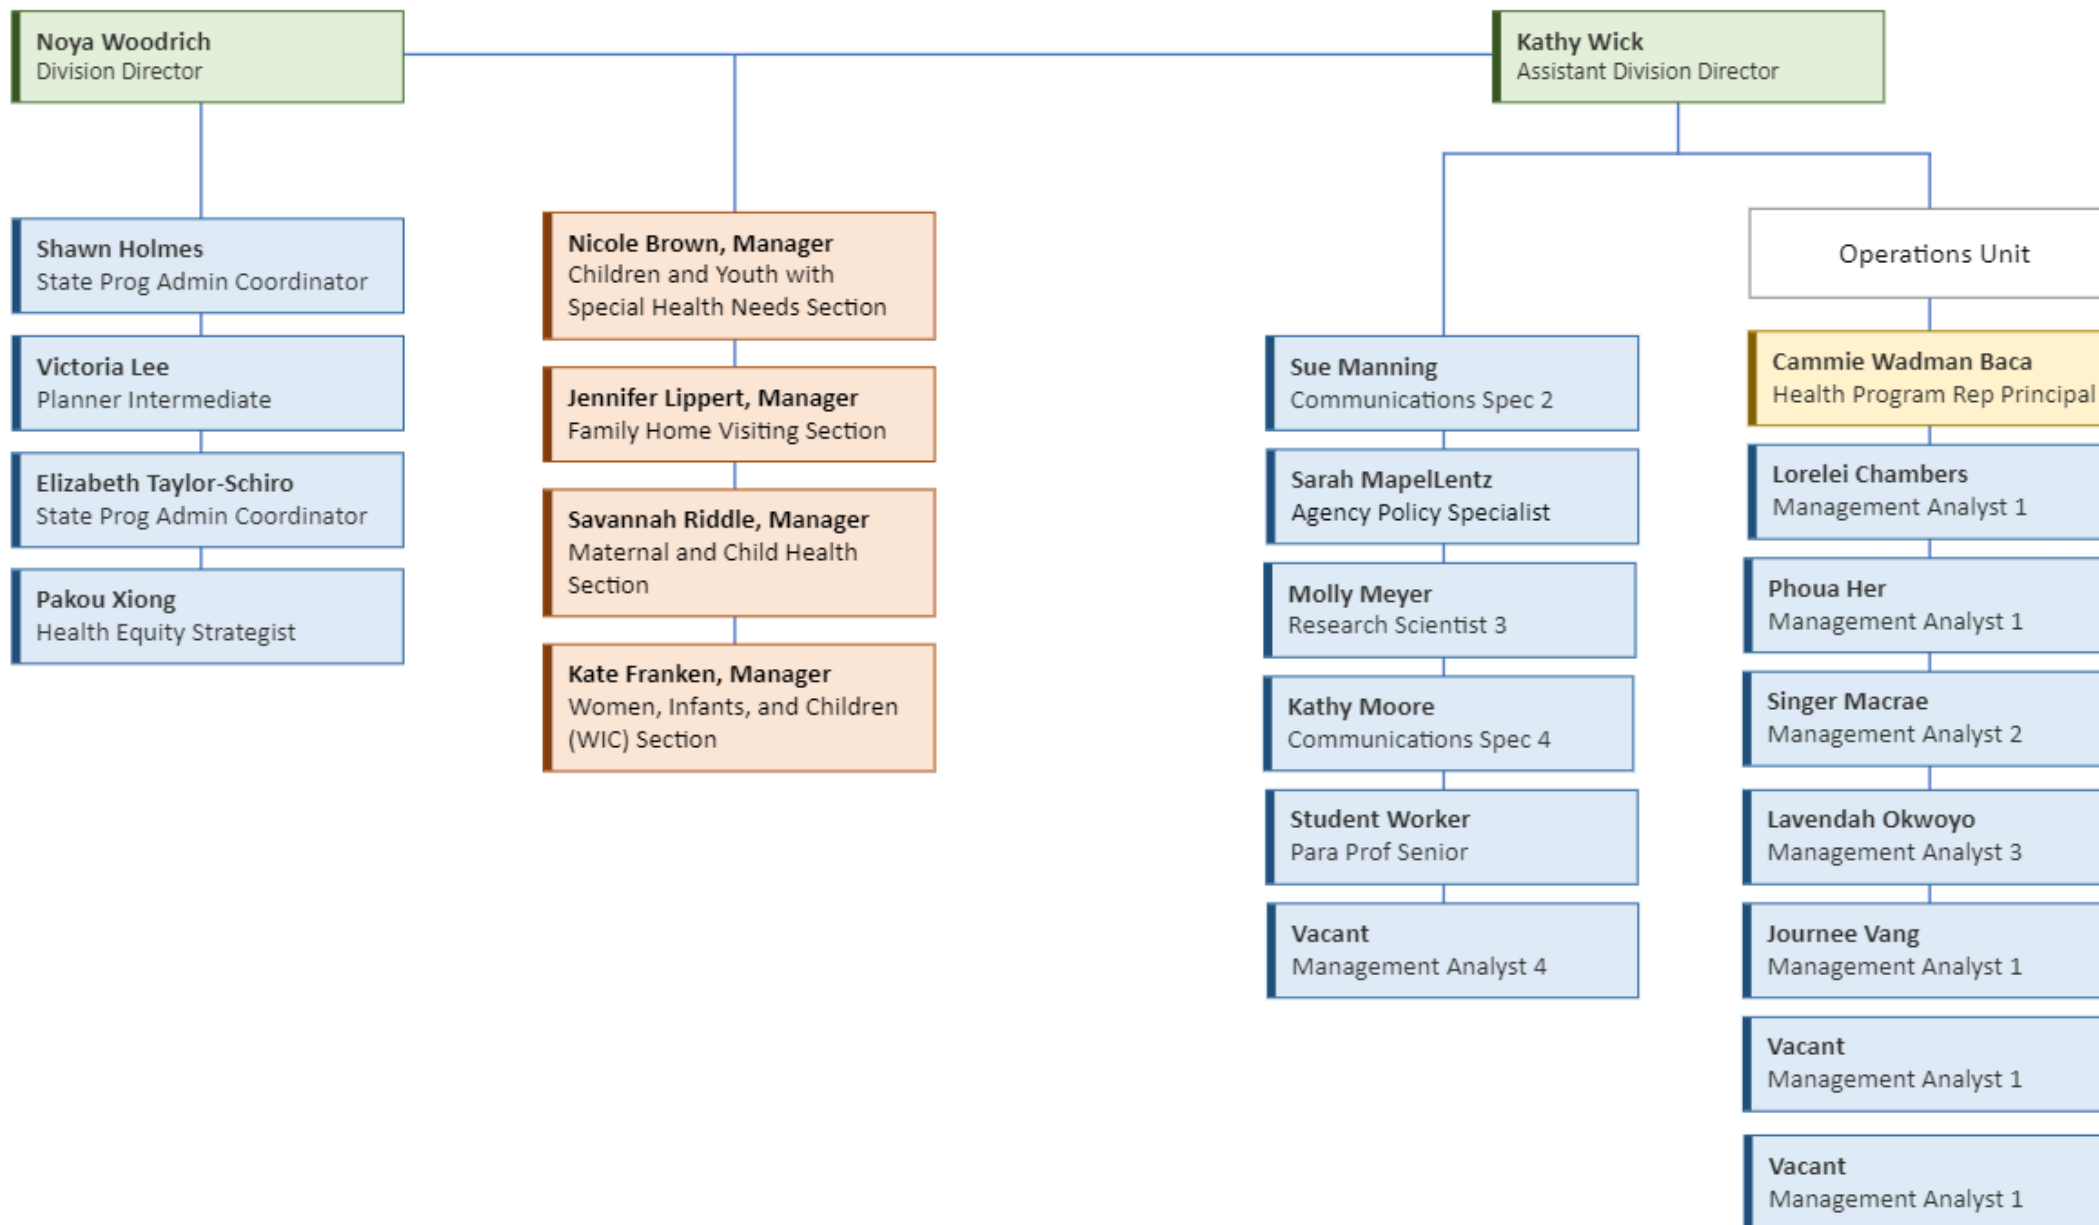 Noya Woodrich
Division Director
Kathy Wick
Assistant Division Director
Shawn Holmes
State Prog Admin Coordinator
Victoria Lee
Planner Intermediate
Elizabeth Taylor-Schiro
State Prog Admin Coordinator
Pakou Xiong
Health Equity Strategist
Nicole Brown, Manager
Children and Youth with
Special Health Needs Section
Jennifer Lippert, Manager
Family Home Visiting Section
Savannah Riddle, Manager
Maternal and Child Health
Section
Kate Franken, Manager
Women, Infants, and Children
(WIC) Section
Sue Manning
Communications Spec 2
Sarah MapelLentz
Agency Policy Specialist
Molly Meyer
Research Scientist 3
Kathy Moore
Communications Spec 4
Student Worker
Para Prof Senior
Vacant
Management Analyst 4
Operations Unit
Cammie Wadman Baca
Health Program Rep Principal
Lorelei Chambers
Management Analyst 1
Phoua Her
Management Analyst 1
Singer Macrae
Management Analyst 2
Lavendah Okwoyo
Management Analyst 3
Journee Vang
Management Analyst 1
Vacant
Management Analyst 1
Vacant
Management Analyst 1